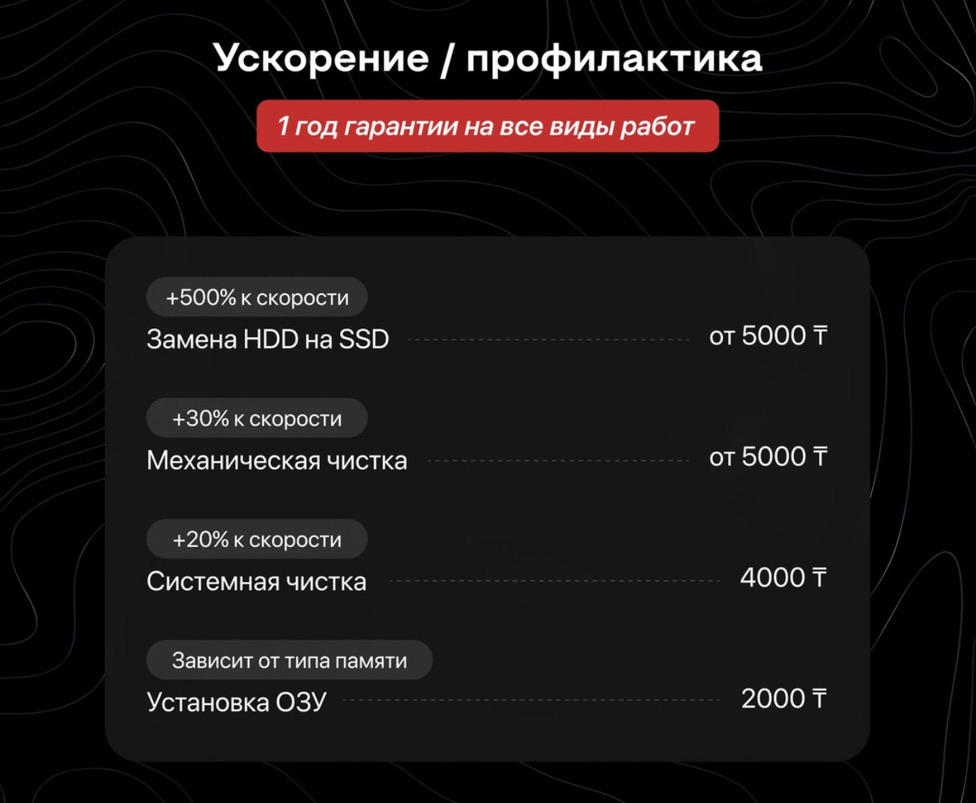 Ускорение / профилактика
1 год гарантии на все виды работ
+500% к скорости
Замена HDD на SSD от 5000 ₸
+30% к скорости
Механическая чистка от 5000 ₸
+20% к скорости
Системная чистка 4000 ₸
Зависит от типа памяти
Установка ОЗУ 2000 ₸